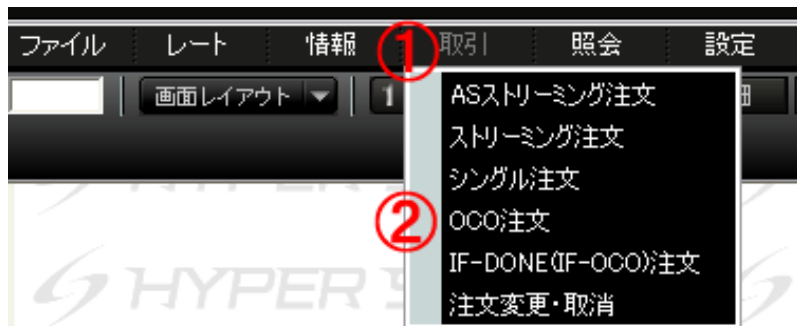 ファイル レート 情報 ① 取引 照会 設定
画面レイアウト 1 細
ASストリーミング注文
ストリーミング注文
シングル注文
② OCO注文
IF-DONE(IF-OCO)注文
注文変更・取消
HYPER